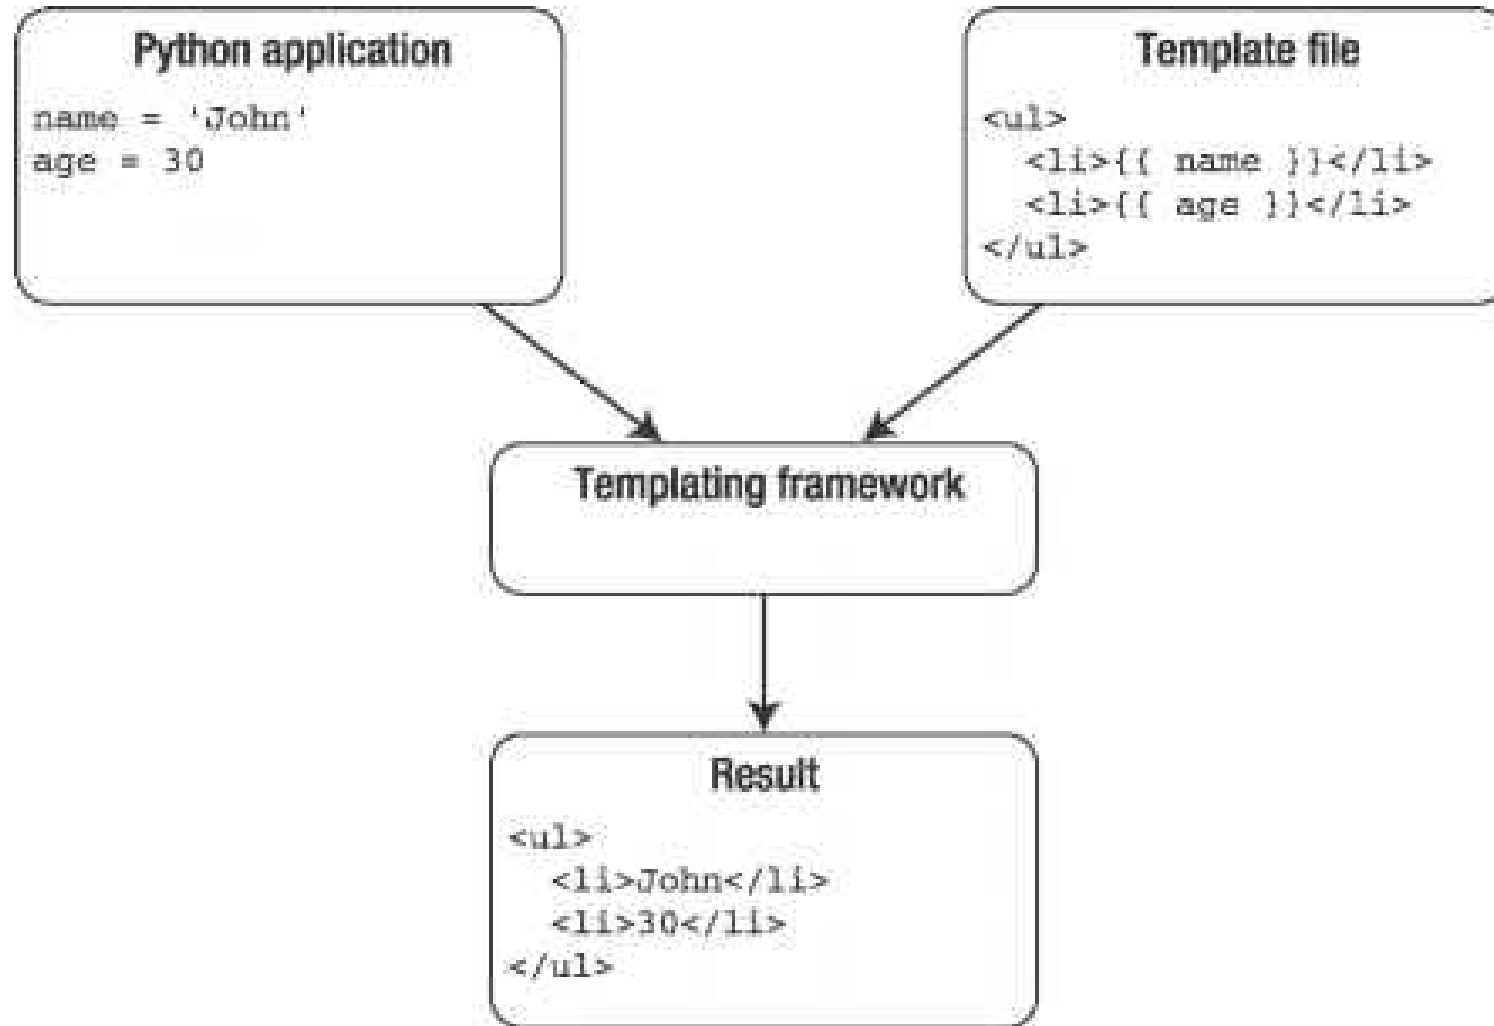 Python application
name = 'John'
age = 30
Template file
<ul>
  <li>{{ name }}</li>
  <li>{{ age }}</li>
</ul>
Templating framework
Result
<ul>
  <li>John</li>
  <li>30</li>
</ul>